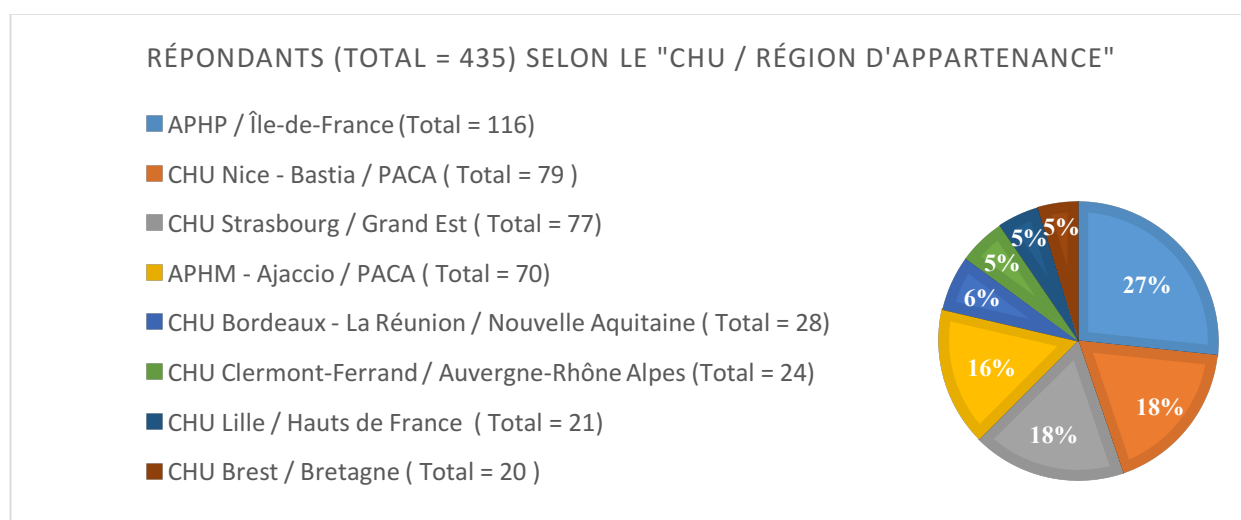 RÉPONDANTS (TOTAL = 435) SELON LE "CHU / RÉGION D'APPARTENANCE"
APHP / Île-de-France (Total = 116)
CHU Nice - Bastia / PACA ( Total = 79 )
CHU Strasbourg / Grand Est ( Total = 77)
APHM - Ajaccio / PACA ( Total = 70)
CHU Bordeaux - La Réunion / Nouvelle Aquitaine ( Total = 28)
CHU Clermont-Ferrand / Auvergne-Rhône Alpes (Total = 24)
CHU Lille / Hauts de France ( Total = 21)
CHU Brest / Bretagne ( Total = 20 )
27%
18%
18%
16%
6%
5%
5%
5%